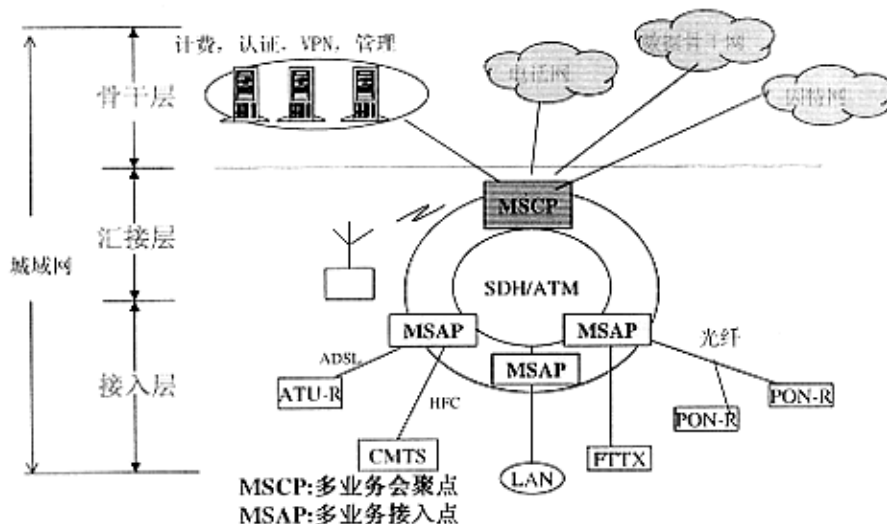 计费，认证，VPN，管理
电话网
数据骨干网
因特网
骨干层
MSCP
汇接层
城域网
SDH/ATM
MSAP
MSAP
光纤
ADSL
MSAP
接入层
ATU-R
HFC
PON-R
PON-R
CMTS
LAN
FTTX
MSCP:多业务会聚点
MSAP:多业务接入点